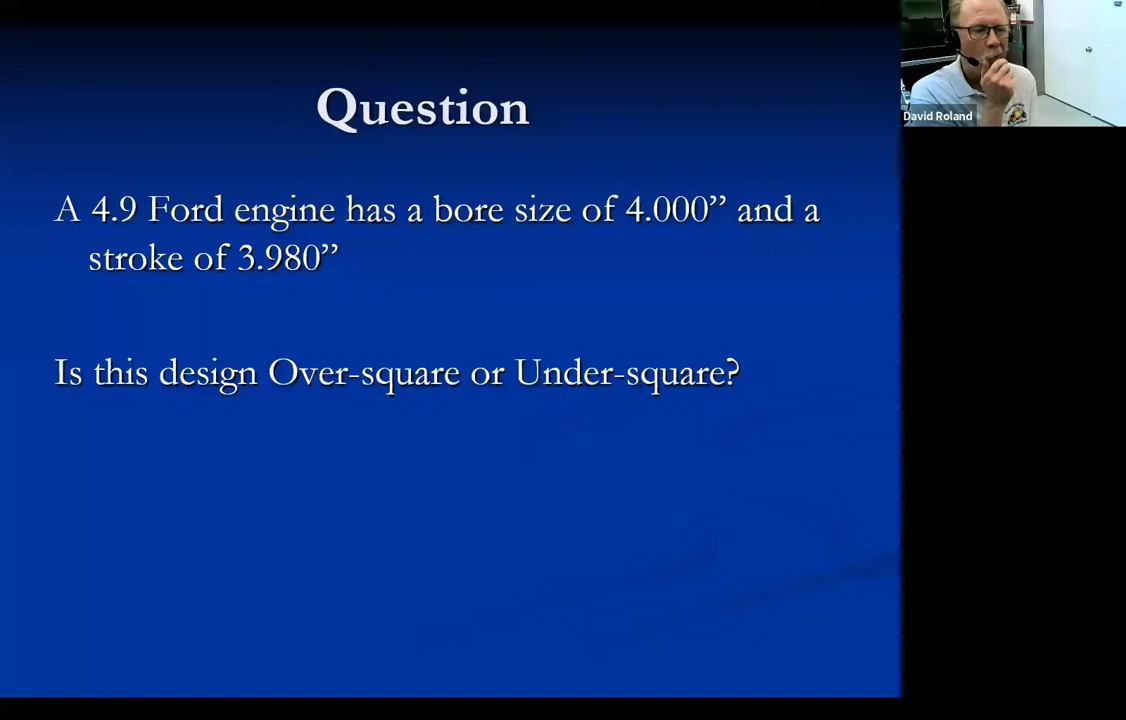 Question
A 4.9 Ford engine has a bore size of 4.000” and a
stroke of 3.980”
Is this design Over-square or Under-square?
David Roland